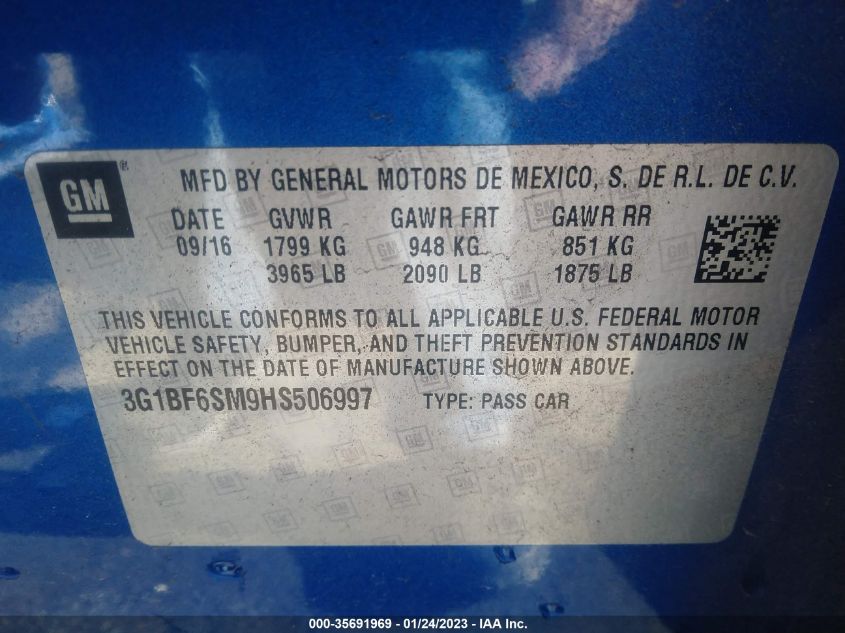 GM®
MFD BY GENERAL MOTORS DE MEXICO, S. DE R.L. DE C.V.
DATE GVWR GAWR FRT GAWR RR
09/16 1799 KG 948 KG 851 KG
3965 LB 2090 LB 1875 LB
THIS VEHICLE CONFORMS TO ALL APPLICABLE U.S. FEDERAL MOTOR
VEHICLE SAFETY, BUMPER, AND THEFT PREVENTION STANDARDS IN
EFFECT ON THE DATE OF MANUFACTURE SHOWN ABOVE.
3G1BF6SM9HS506997 TYPE: PASS CAR
000-35691969 - 01/24/2023 - IAA Inc.